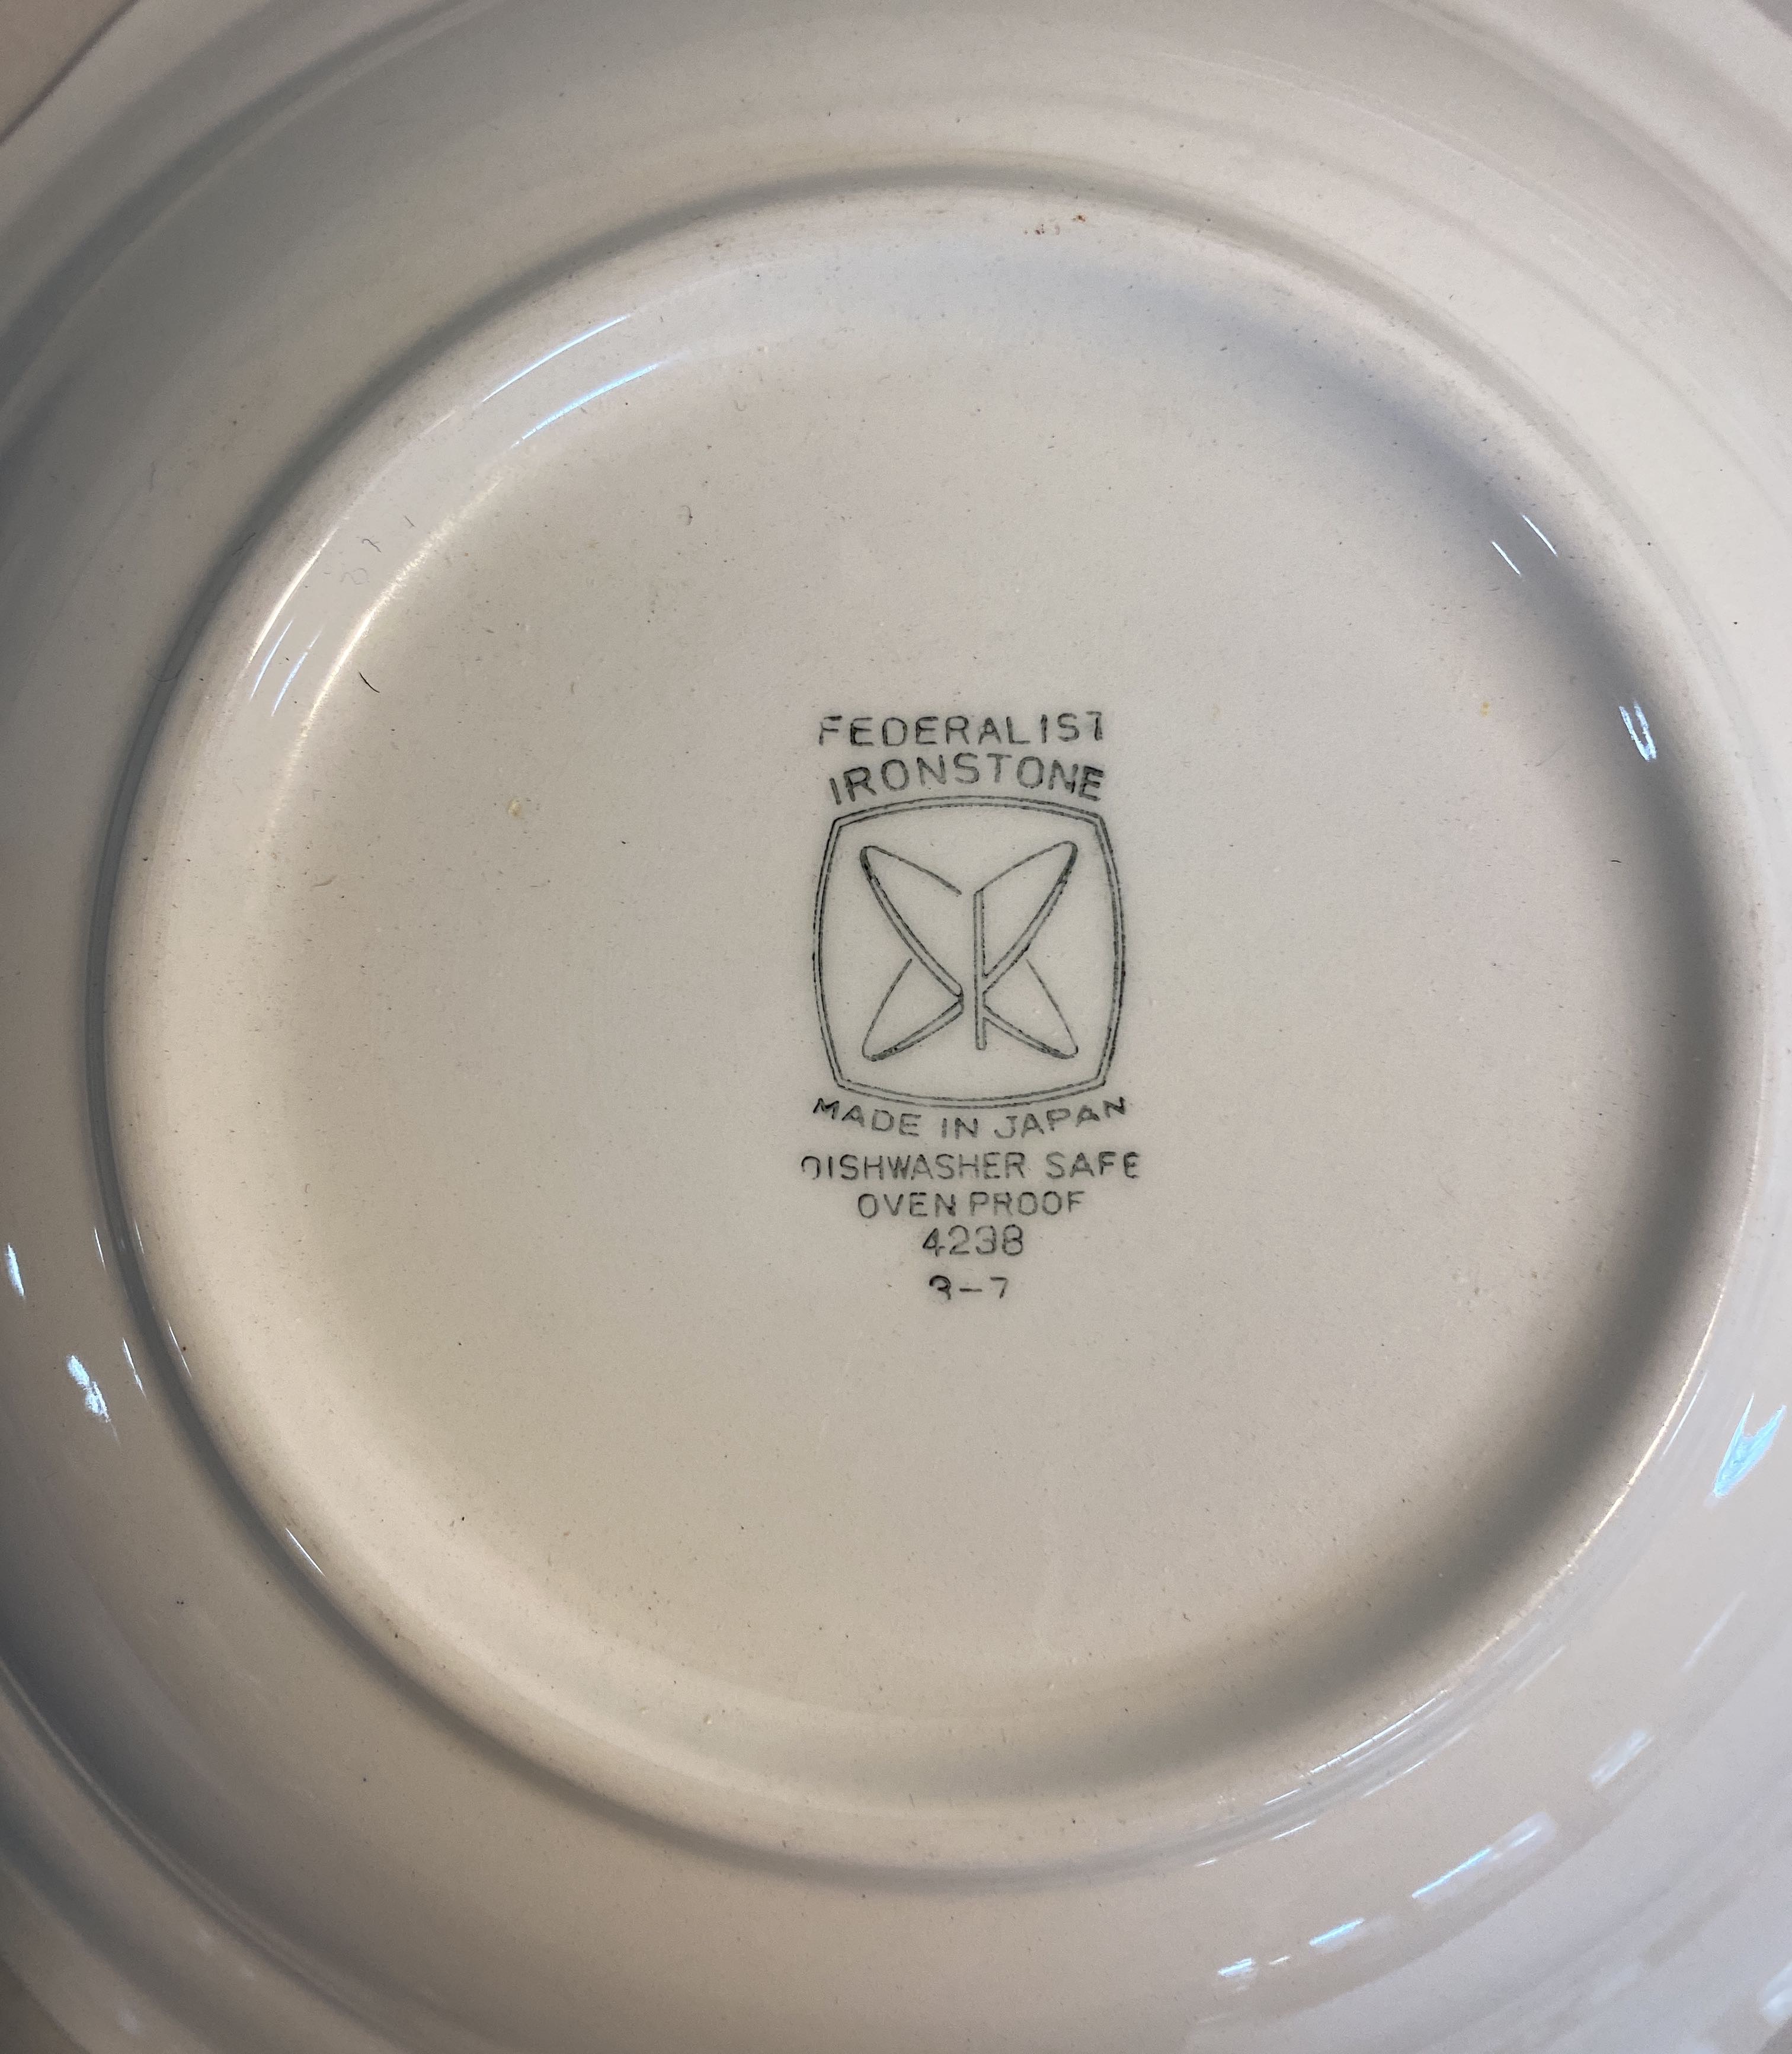 FEDERALIST
IRONSTONE
MADE IN JAPAN
DISHWASHER SAFE
OVEN PROOF
4238
3-7